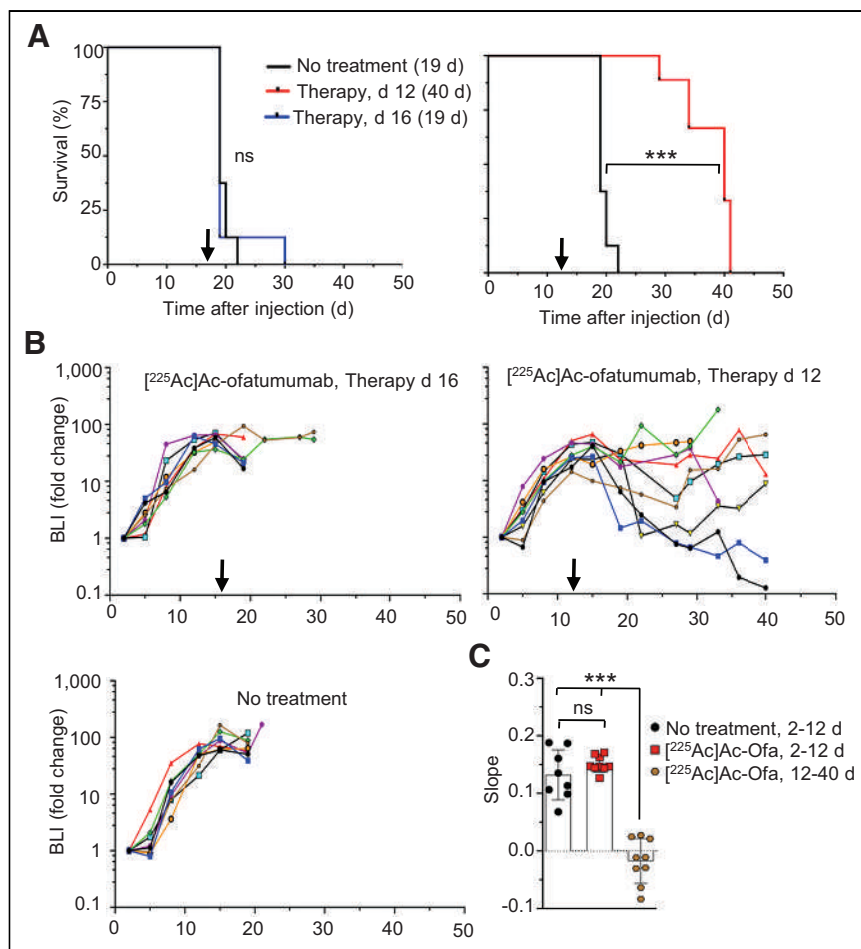 A
100
75
50
25
0
Survival (%)
No treatment (19 d)
Therapy, d 12 (40 d)
Therapy, d 16 (19 d)
ns
0 10 20 30 40 50
Time after injection (d)
***
0 10 20 30 40 50
Time after injection (d)
B
[²²⁵Ac]Ac-ofatumumab, Therapy d 16
1,000
100
10
1
0.1
BLI (fold change)
0 10 20 30 40 50
[²²⁵Ac]Ac-ofatumumab, Therapy d 12
0 10 20 30 40 50
No treatment
1,000
100
10
1
0.1
BLI (fold change)
0 10 20 30 40 50
C
***
ns
0.3
0.15
0.0
-0.1
Slope
No treatment, 2-12 d
[²²⁵Ac]Ac-Ofa, 2-12 d
[²²⁵Ac]Ac-Ofa, 12-40 d